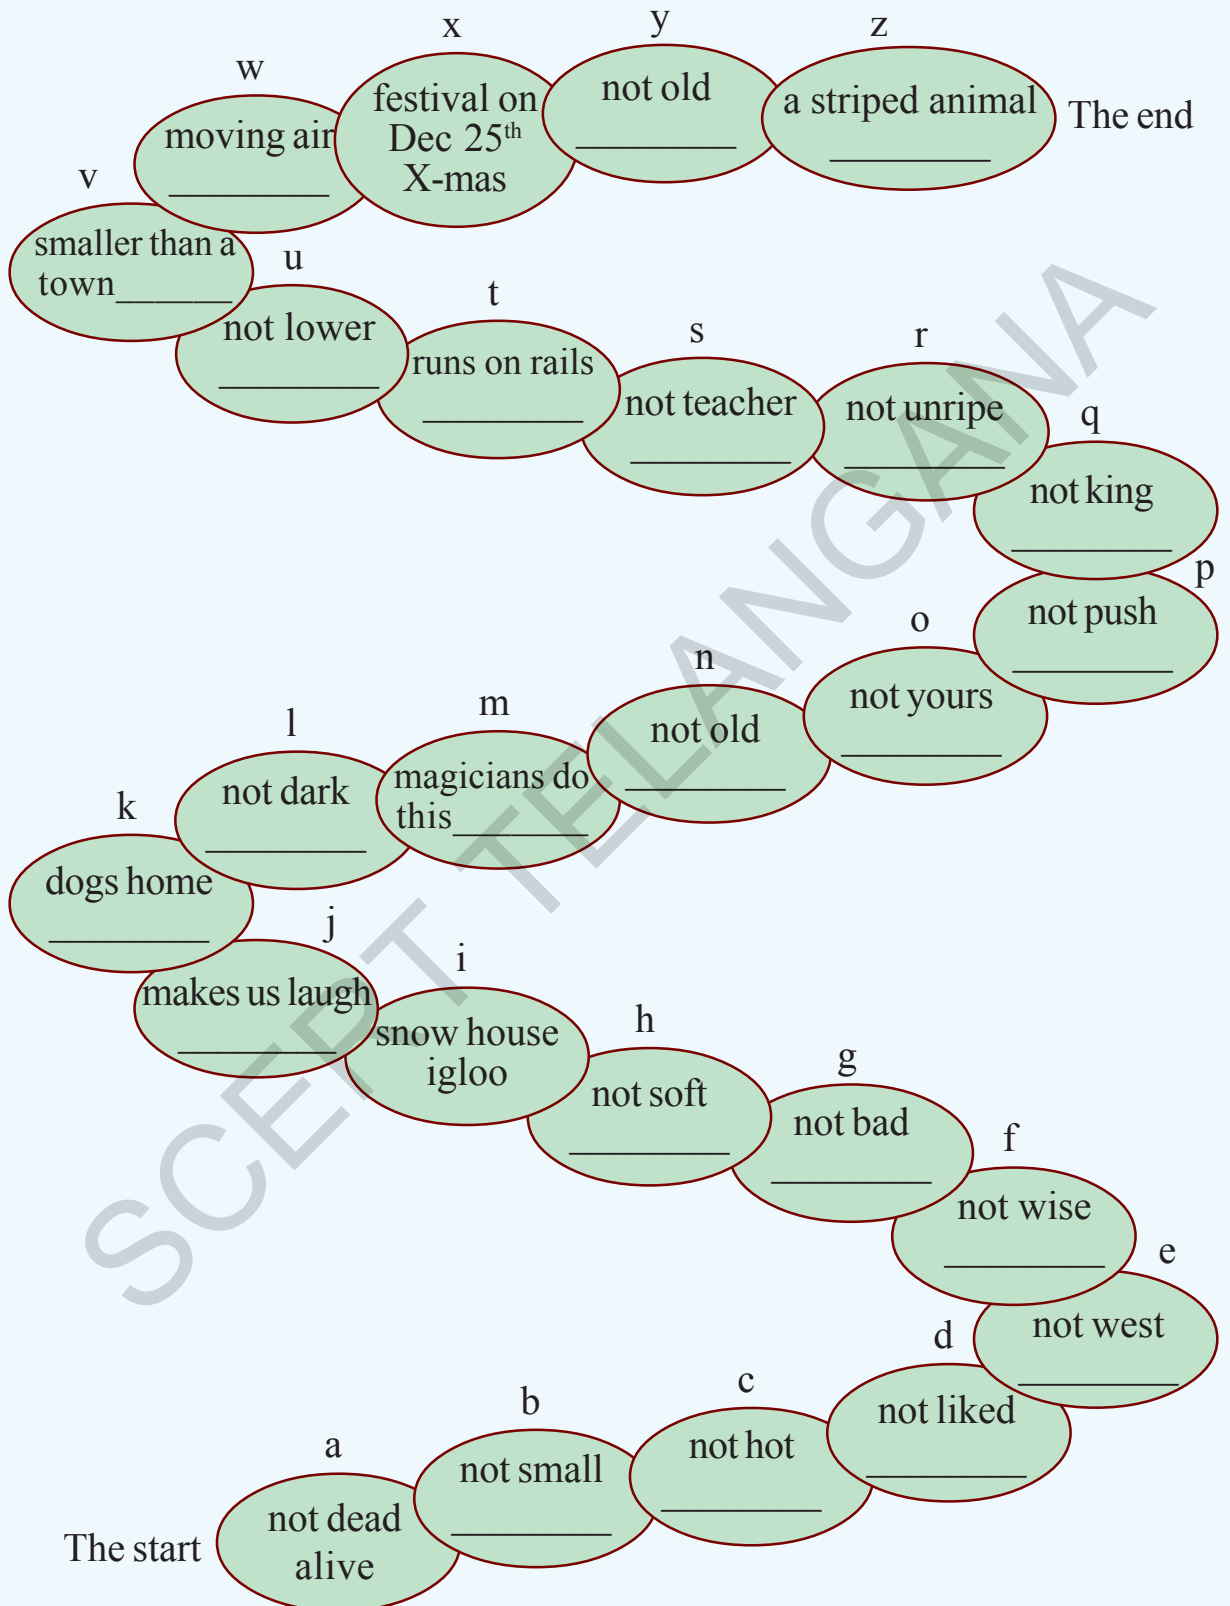 x
y
z
w
festival on
Dec 25th
X-mas
not old
________
a striped animal
________
The end
moving air
________
v
smaller than a
town______
u
not lower
________
t
runs on rails
________
s
not teacher
________
r
not unripe
________
q
not king
________
p
not push
________
o
not yours
________
n
not old
________
m
magicians do
this_______
l
not dark
________
k
dogs home
________
j
makes us laugh
________
i
snow house
igloo
h
not soft
________
g
not bad
________
f
not wise
________
e
not west
________
d
not liked
________
c
not hot
________
b
not small
________
a
not dead
alive
The start
SCERT TELANGANA